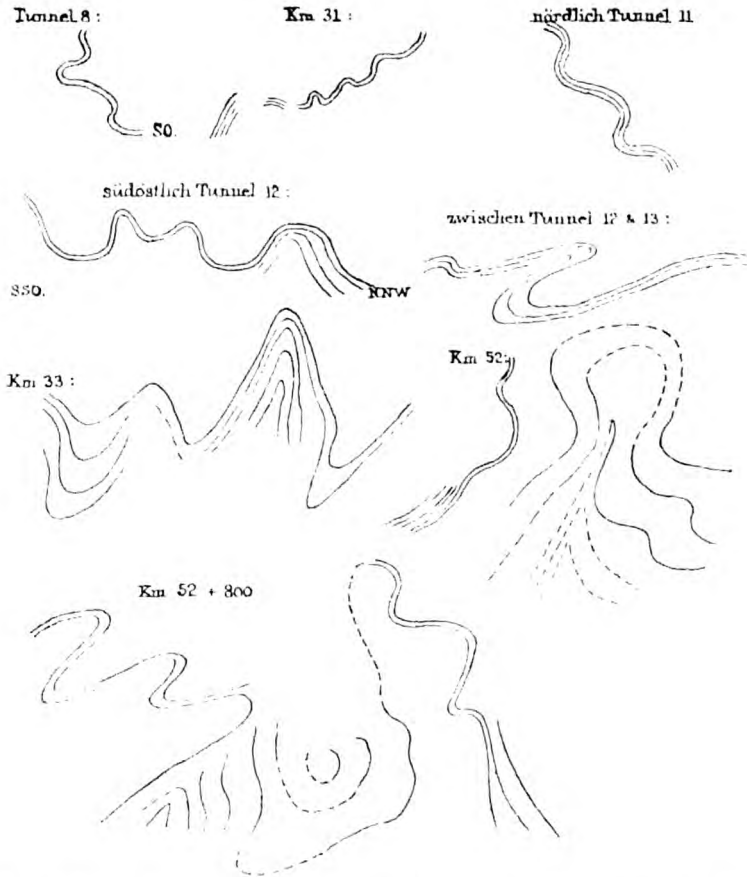 Tunnel 8 :
Km 31 :
nördlich Tunnel 11
SO.
südöstlich Tunnel 12 :
zwischen Tunnel 12 & 13 :
SSO.
NNW
Km 52:
Km 33 :
Km 52 + 800